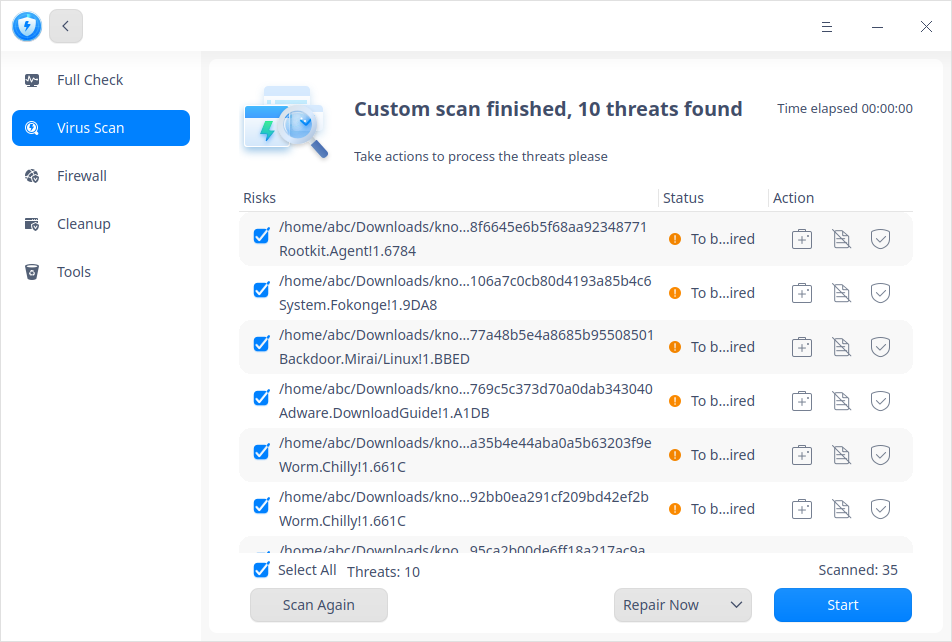 Full Check
Virus Scan
Firewall
Cleanup
Tools
Custom scan finished, 10 threats found
Time elapsed 00:00:00
Take actions to process the threats please
Risks Status Action
/home/abc/Downloads/kno...8f6645e6b5f68aa92348771
Rootkit.Agent!1.6784
To b...ired
/home/abc/Downloads/kno...106a7c0cb80d4193a85b4c6
System.Fokonge!1.9DA8
To b...ired
/home/abc/Downloads/kno...77a48b5e4a8685b95508501
Backdoor.Mirai/Linux!1.BBED
To b...ired
/home/abc/Downloads/kno...769c5c373d70a0dab343040
Adware.DownloadGuide!1.A1DB
To b...ired
/home/abc/Downloads/kno...a35b4e44aba0a5b63203f9e
Worm.Chilly!1.661C
To b...ired
/home/abc/Downloads/kno...92bb0ea291cf209bd42ef2b
Worm.Chilly!1.661C
To b...ired
/home/abc/Downloads/kno...95ca2b00de6ff18a217ac9a
Select All Threats: 10
Scanned: 35
Scan Again
Repair Now
Start